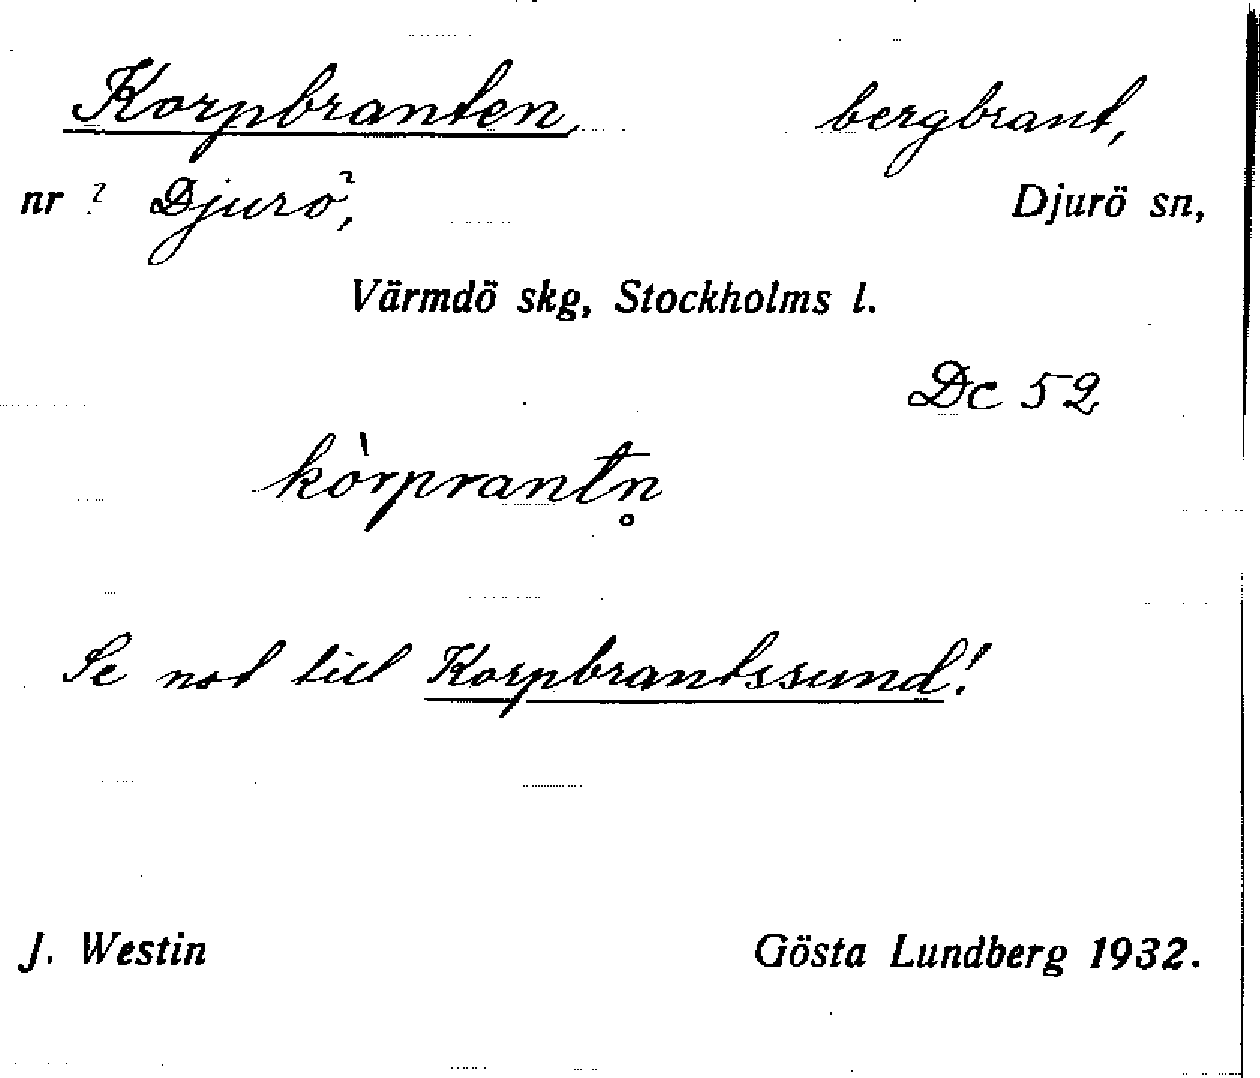 Korpbranten, bergbrant,
nr ? Djurö?, Djurö sn,
Värmdö skg, Stockholms l.
Dc 52
kòrprantn̥
Se not till Korpbrantssund!
J. Westin Gösta Lundberg 1932.